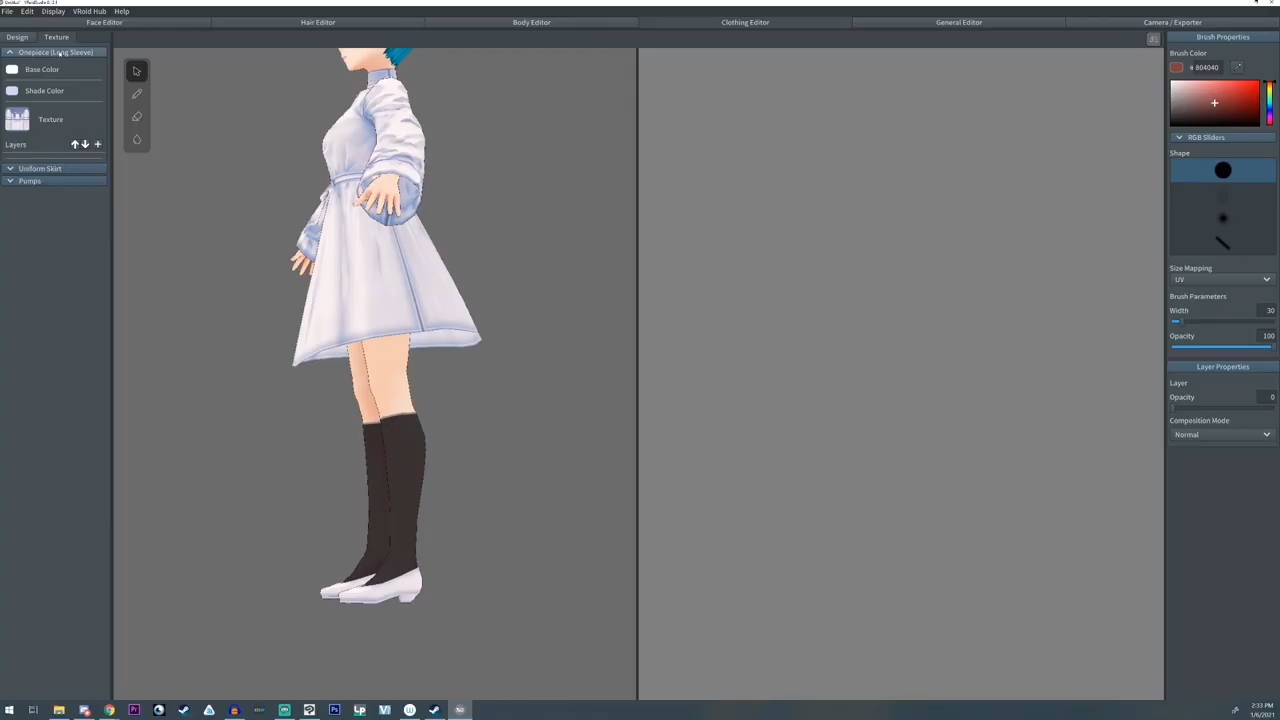 File Edit Display VRoid Hub Help
Face Editor Hair Editor Body Editor Clothing Editor General Editor Camera / Exporter
Design Texture
Onepiece (Long Sleeve)
Base Color
Shade Color
Texture
Layers
Uniform Skirt
Pumps
Brush Properties
Brush Color
# 804040
RGB Sliders
Shape
Size Mapping
UV
Brush Parameters
Width 30
Opacity 100
Layer Properties
Layer
Opacity 0
Composition Mode
Normal
2:33 PM
1/6/2021